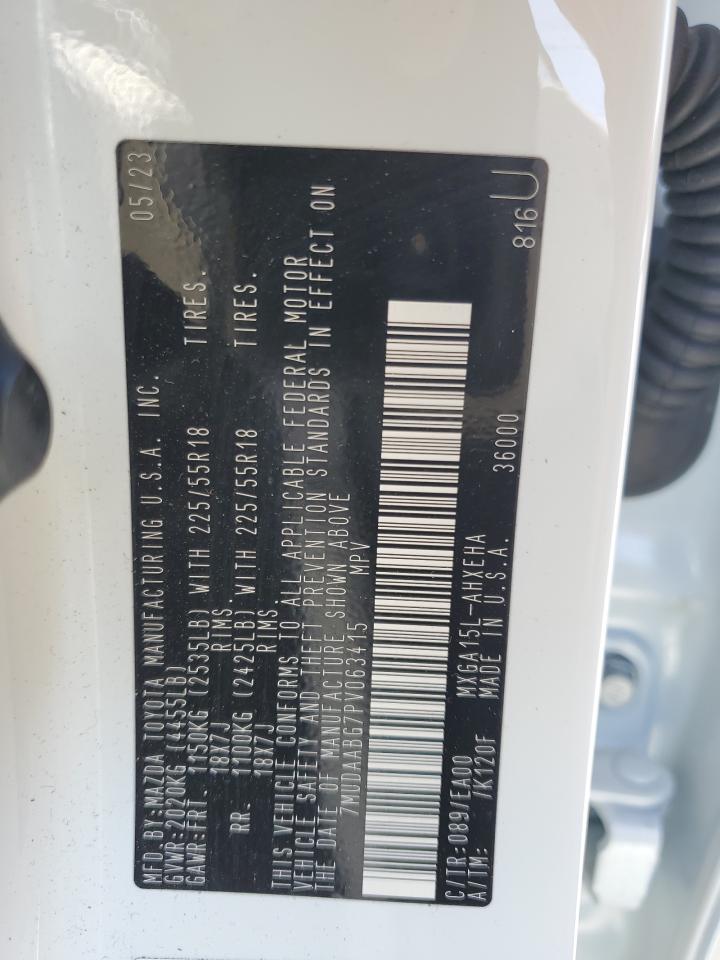 MFD.BY:MAZDA TOYOTA MANUFACTURING U.S.A. INC. 05/23
GVWR:2020KG (4455LB)
GAWR:FRT. 1150KG (2535LB) WITH 225/55R18 TIRES.
18X7J RIMS
RR. 1100KG (2425LB) WITH 225/55R18 TIRES.
18X7J RIMS
THIS VEHICLE CONFORMS TO ALL APPLICABLE FEDERAL MOTOR
VEHICLE SAFETY AND THEFT PREVENTION STANDARDS IN EFFECT ON
THE DATE OF MANUFACTURE SHOWN ABOVE
7MUDAABG7PV063415 MPV
C/TR:089/EA00 MXGA15L-AHXEHA 36000
A/TM: /K120F MADE IN U.S.A. 816 U